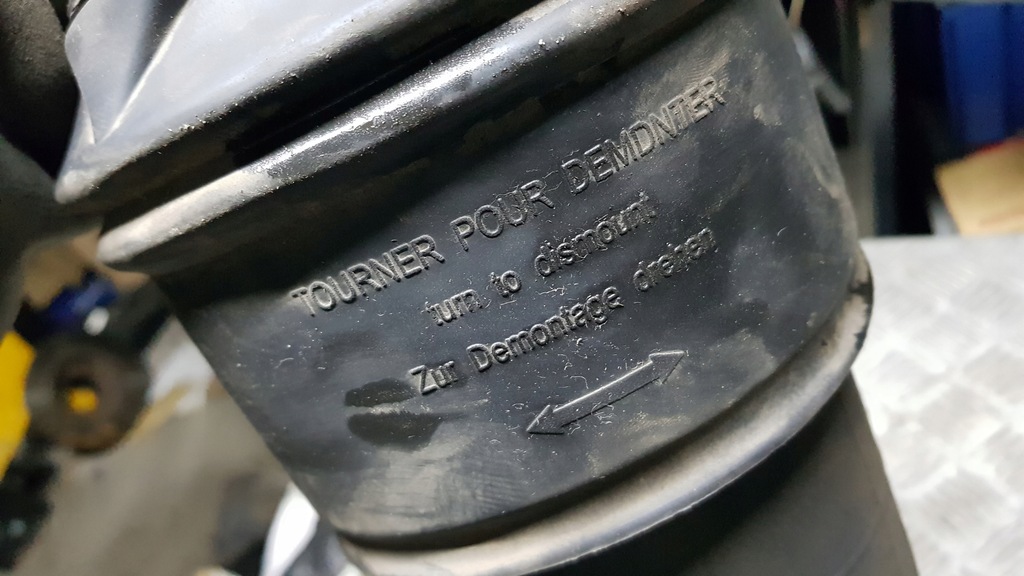 TOURNER POUR DEMDNTER
turn to dismount
Zur Demontage drehen